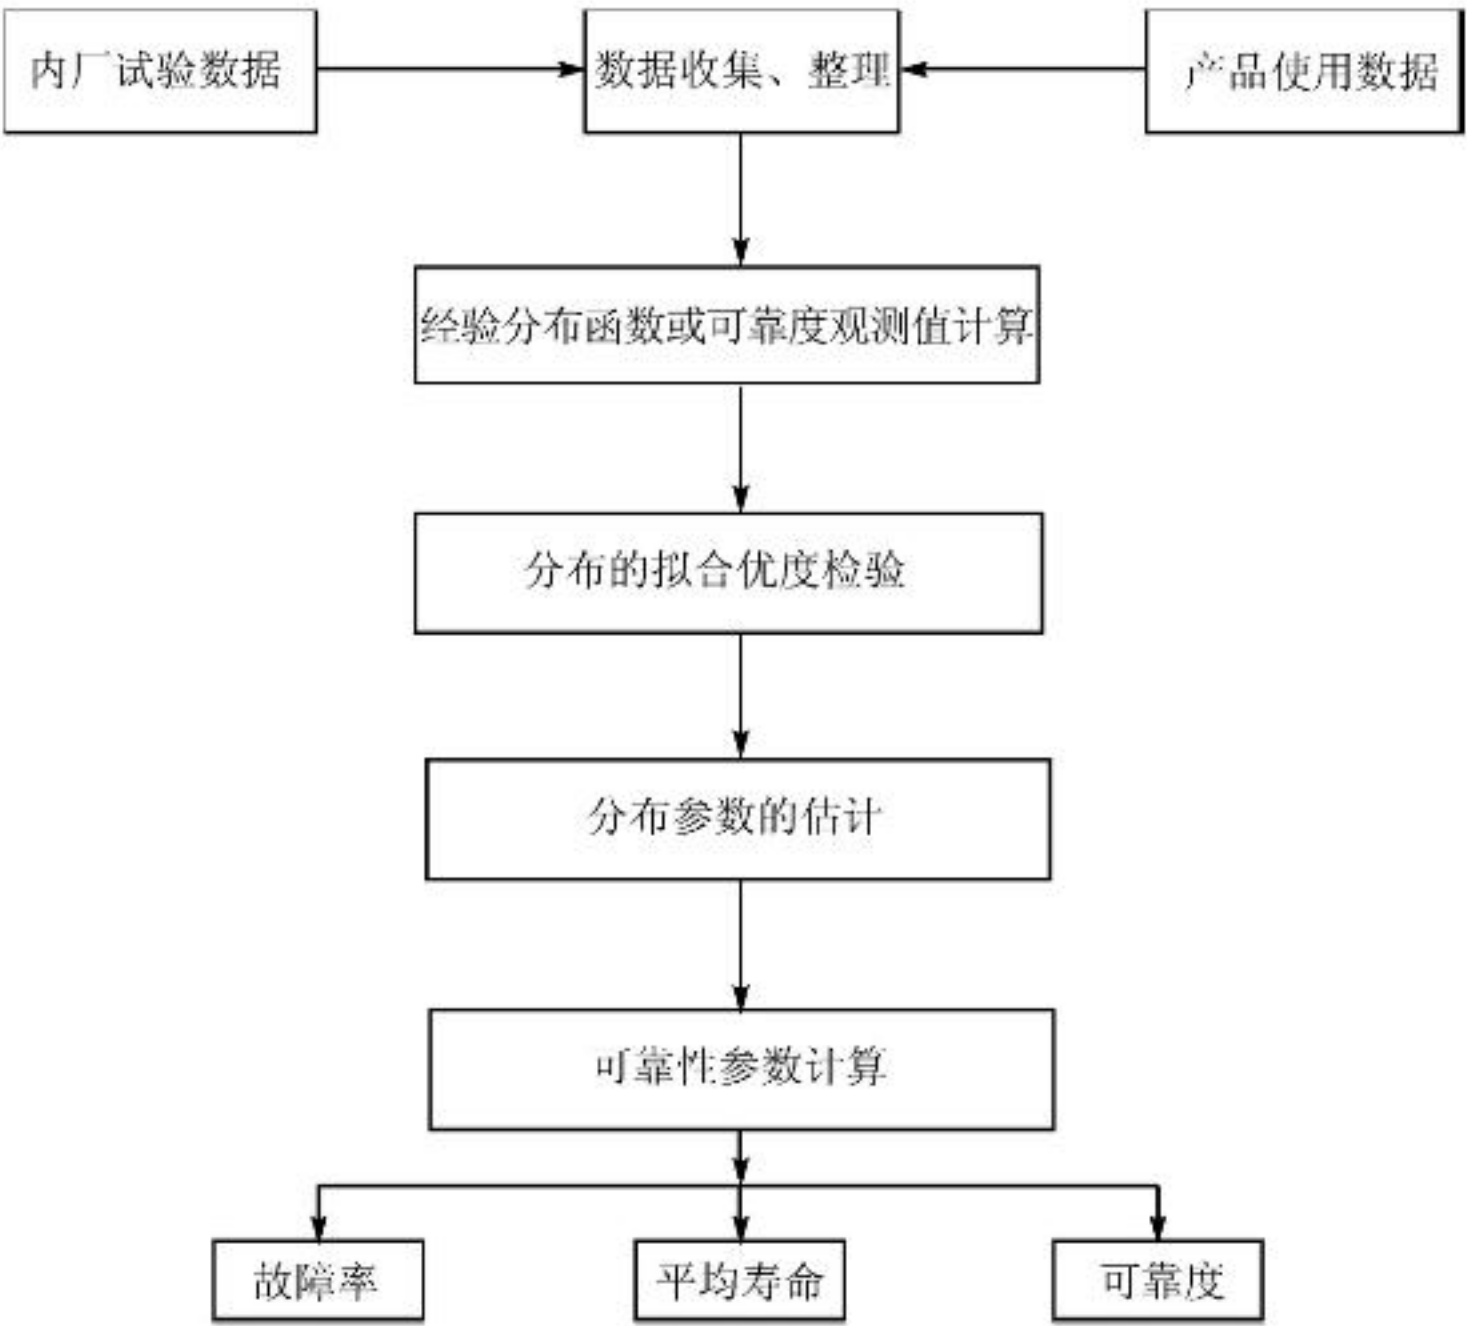 内厂试验数据
数据收集、整理
产品使用数据
经验分布函数或可靠度观测值计算
分布的拟合优度检验
分布参数的估计
可靠性参数计算
故障率
平均寿命
可靠度